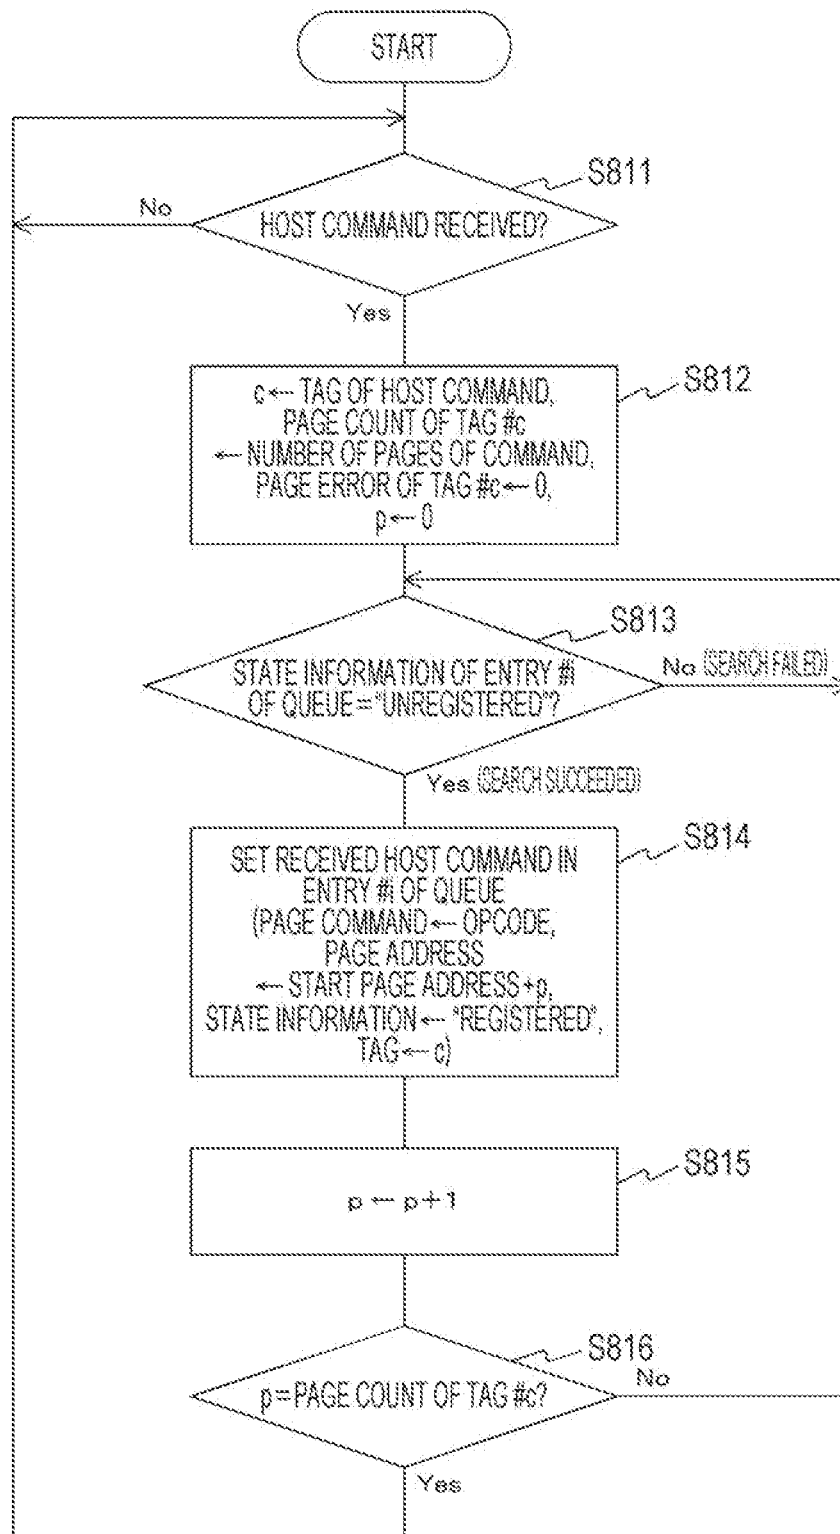 START
S811
No
HOST COMMAND RECEIVED?
Yes
S812
c ← TAG OF HOST COMMAND,
PAGE COUNT OF TAG #c
← NUMBER OF PAGES OF COMMAND,
PAGE ERROR OF TAG #c ← 0,
p ← 0
S813
No (SEARCH FAILED)
STATE INFORMATION OF ENTRY #i
OF QUEUE = "UNREGISTERED"?
Yes (SEARCH SUCCEEDED)
S814
SET RECEIVED HOST COMMAND IN
ENTRY #i OF QUEUE
(PAGE COMMAND ← OPCODE,
PAGE ADDRESS
← START PAGE ADDRESS+p,
STATE INFORMATION ← "REGISTERED",
TAG ← c)
S815
p ← p+1
S816
No
p=PAGE COUNT OF TAG #c?
Yes